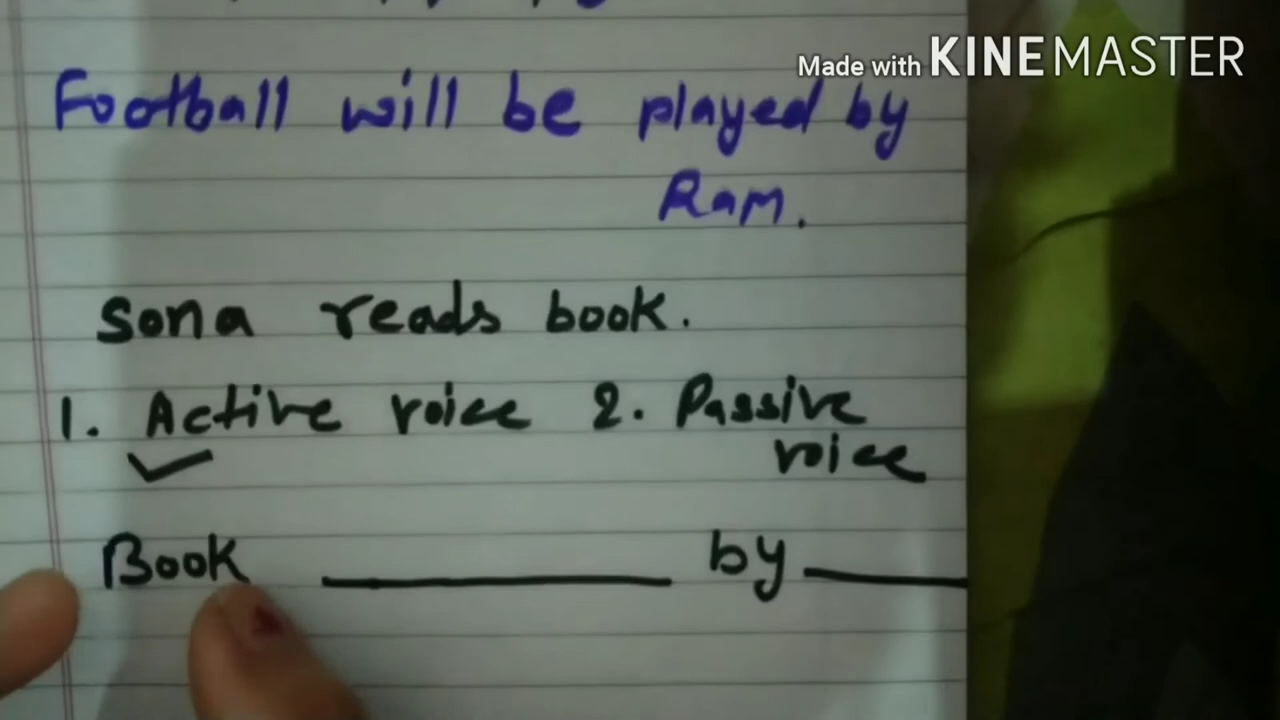 Made with KINEMASTER
Football will be played by
Ram.
Sona reads book.
1. Active voice 2. Passive
voice
Book by